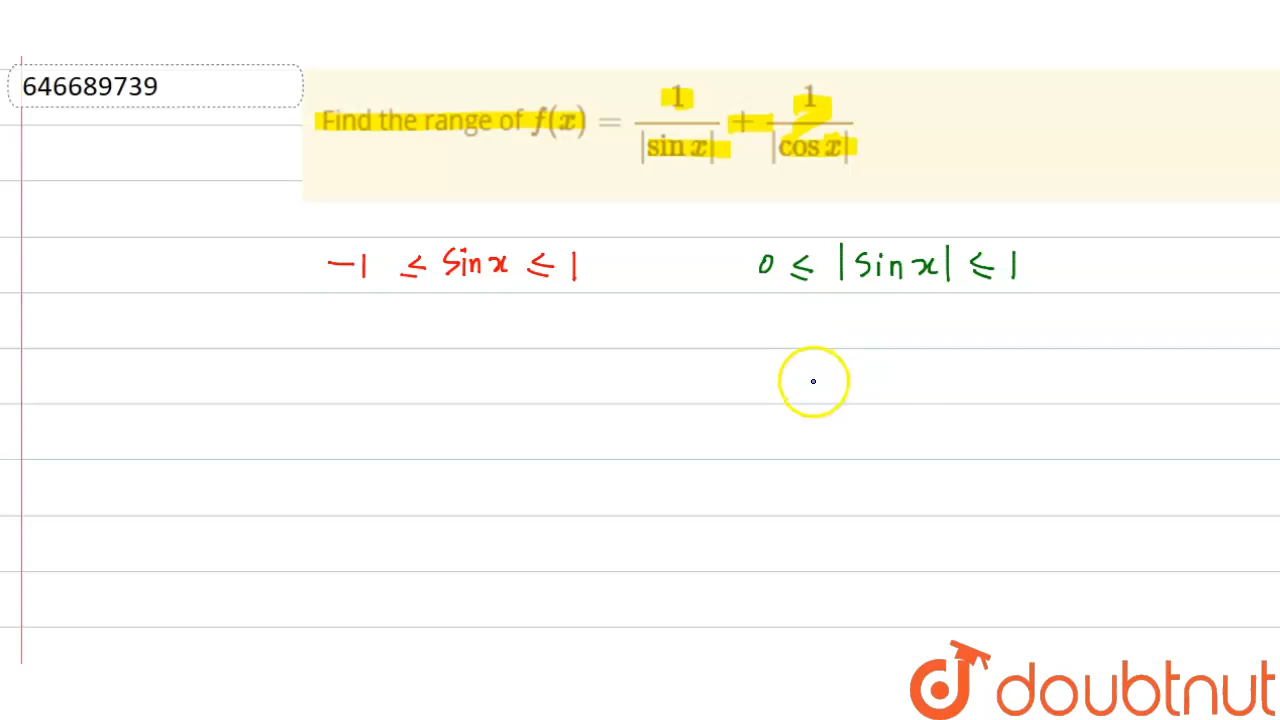 646689739
Find the range of f(x) = 1/|sin x| + 1/|cos x|
-1 ≤ Sin x ≤ 1    0 ≤ |Sin x| ≤ 1
doubtnut